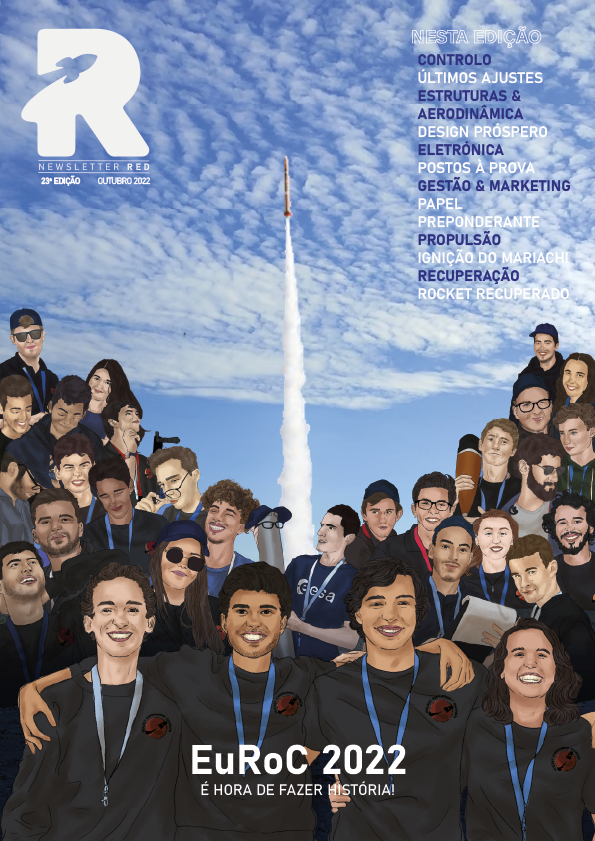 R
NEWSLETTER RED
23ª EDIÇÃO OUTUBRO 2022
NESTA EDIÇÃO
CONTROLO
ÚLTIMOS AJUSTES
ESTRUTURAS &
AERODINÂMICA
DESIGN PRÓSPERO
ELETRÓNICA
POSTOS À PROVA
GESTÃO & MARKETING
PAPEL
PREPONDERANTE
PROPULSÃO
IGNIÇÃO DO MARIACHI
RECUPERAÇÃO
ROCKET RECUPERADO
esa
EuRoC 2022
É HORA DE FAZER HISTÓRIA!